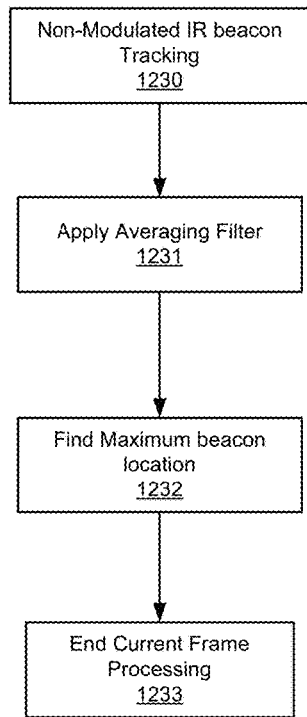 Non-Modulated IR beacon
Tracking
1230
Apply Averaging Filter
1231
Find Maximum beacon
location
1232
End Current Frame
Processing
1233